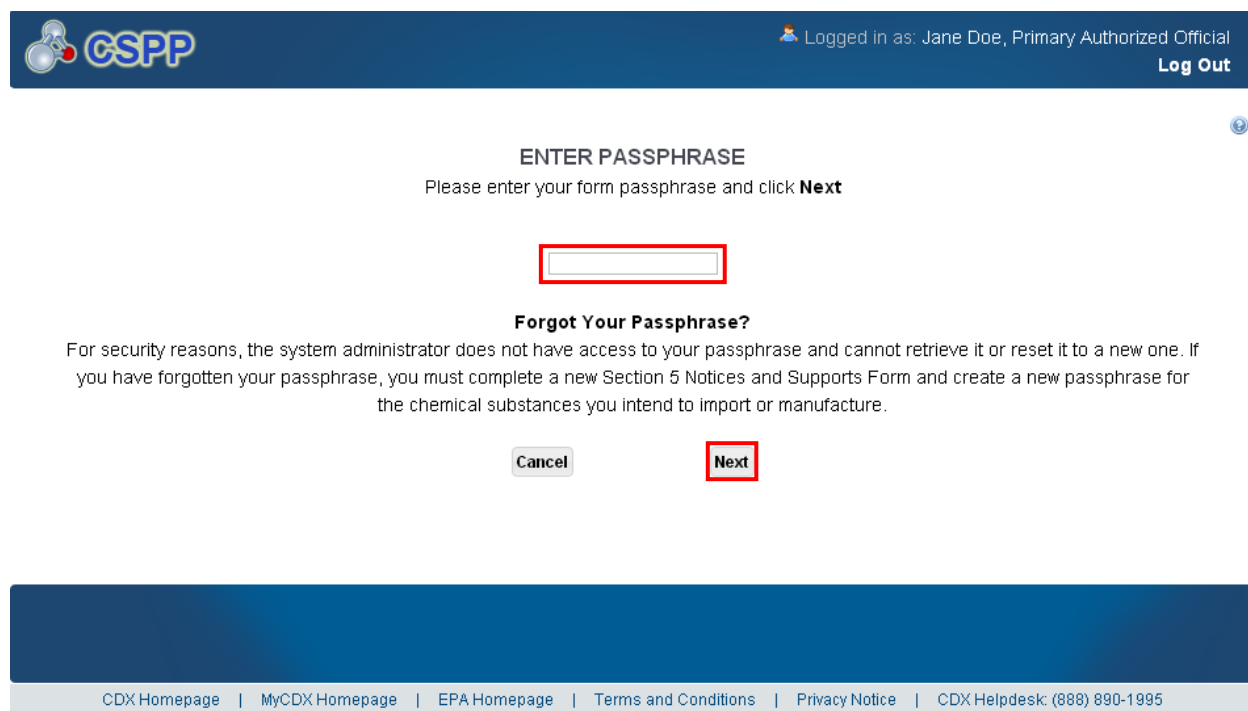 CSPP
Logged in as: Jane Doe, Primary Authorized Official
Log Out
ENTER PASSPHRASE
Please enter your form passphrase and click Next
Forgot Your Passphrase?
For security reasons, the system administrator does not have access to your passphrase and cannot retrieve it or reset it to a new one. If
you have forgotten your passphrase, you must complete a new Section 5 Notices and Supports Form and create a new passphrase for
the chemical substances you intend to import or manufacture.
Cancel Next
CDX Homepage | MyCDX Homepage | EPA Homepage | Terms and Conditions | Privacy Notice | CDX Helpdesk: (888) 890-1995